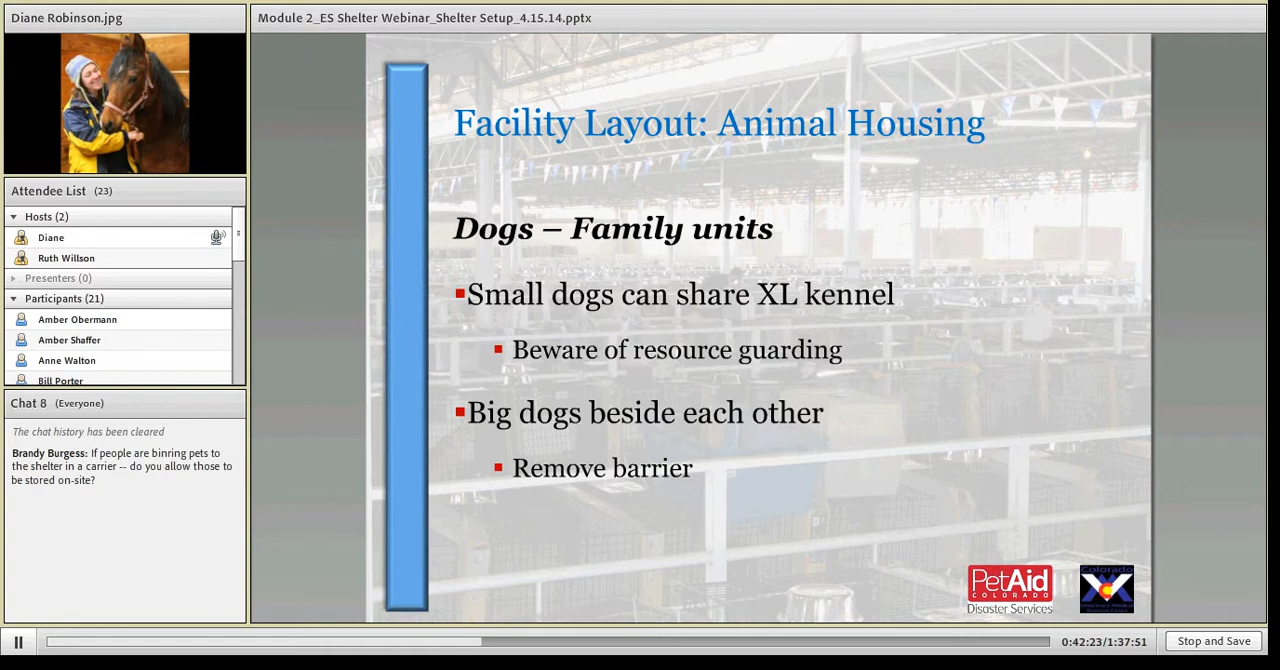 Diane Robinson.jpg
Module 2_ES Shelter Webinar_Shelter Setup_4.15.14.pptx
Attendee List (23)
Hosts (2)
Diane
Ruth Willson
Presenters (0)
Participants (21)
Amber Obermann
Amber Shaffer
Anne Walton
Bill Porter
Chat 8 (Everyone)
The chat history has been cleared
Brandy Burgess: If people are binring pets to
the shelter in a carrier -- do you allow those to
be stored on-site?
Facility Layout: Animal Housing
Dogs – Family units
Small dogs can share XL kennel
Beware of resource guarding
Big dogs beside each other
Remove barrier
PetAid
COLORADO
Disaster Services
Colorado
0:42:23/1:37:51
Stop and Save